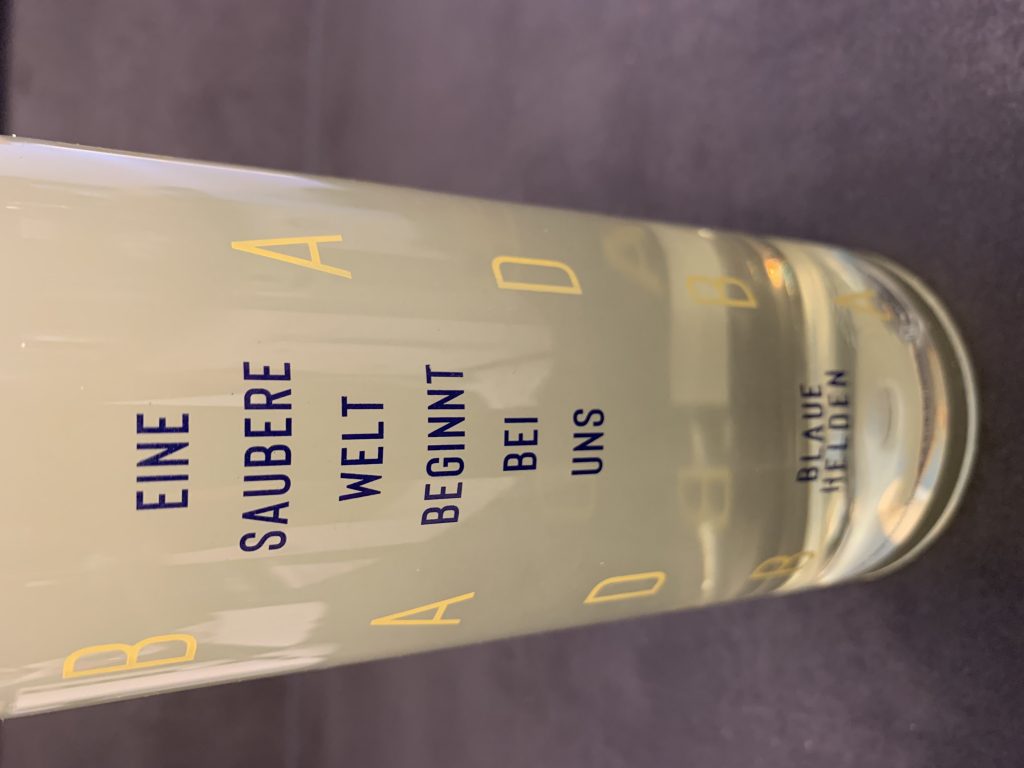 EINE
SAUBERE
WELT
BEGINNT
BEI
UNS
BLAUE
HELDEN
B
A
D
B
A
D
B
A